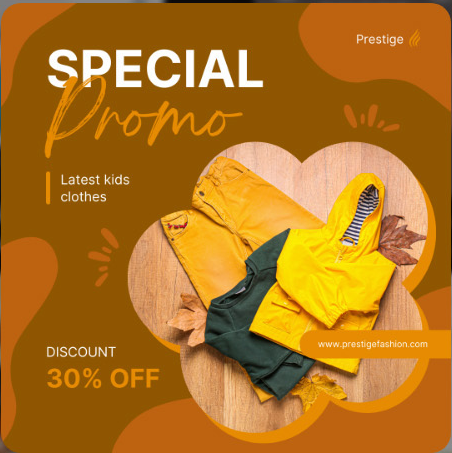 Prestige
SPECIAL
Promo
Latest kids
clothes
www.prestigefashion.com
DISCOUNT
30% OFF